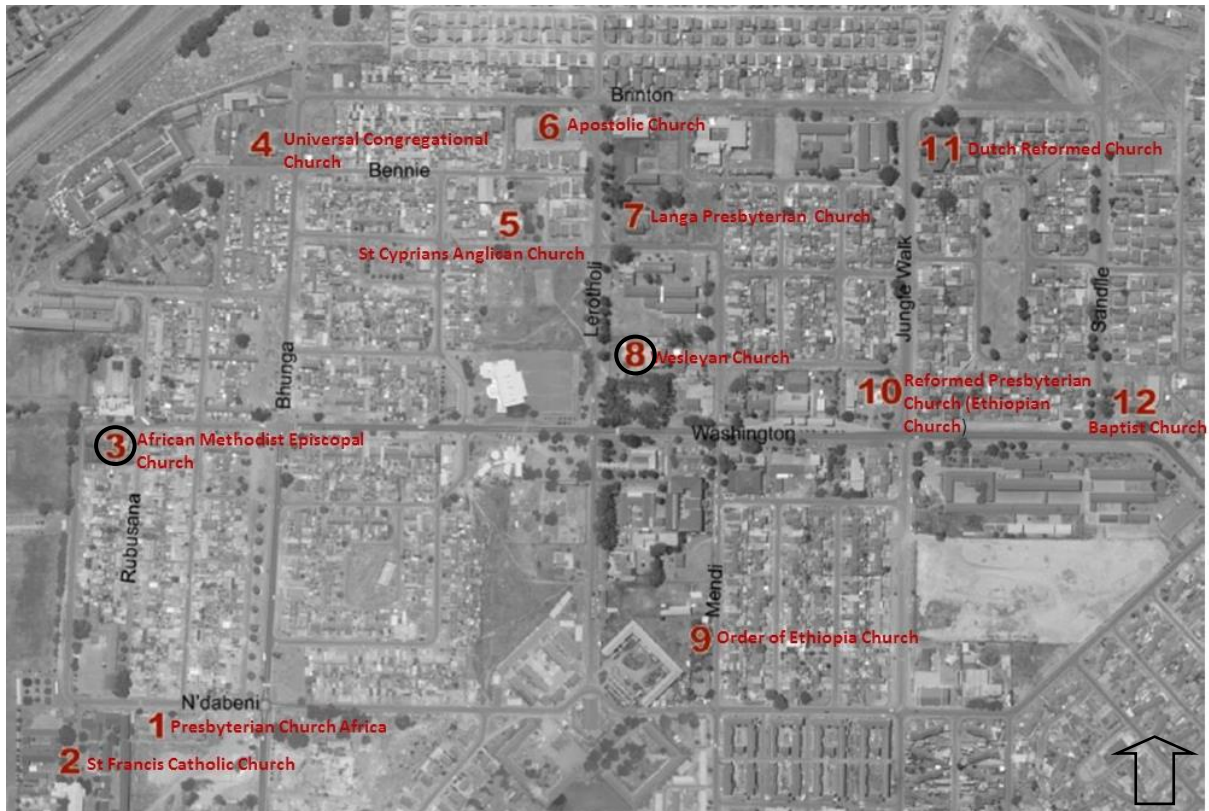 Brinton
6 Apostolic Church
4 Universal Congregational
Church
11 Dutch Reformed Church
Bennie
7 Langa Presbyterian Church
5
St Cyprians Anglican Church
Lerotholi
Jungle Walk
Sandile
8 Wesleyan Church
Bhunga
10 Reformed Presbyterian
Church (Ethiopian
Church)
12
Baptist Church
3 African Methodist Episcopal
Church
Washington
Rubusana
Mendi
9 Order of Ethiopia Church
N'dabeni
1 Presbyterian Church Africa
2 St Francis Catholic Church